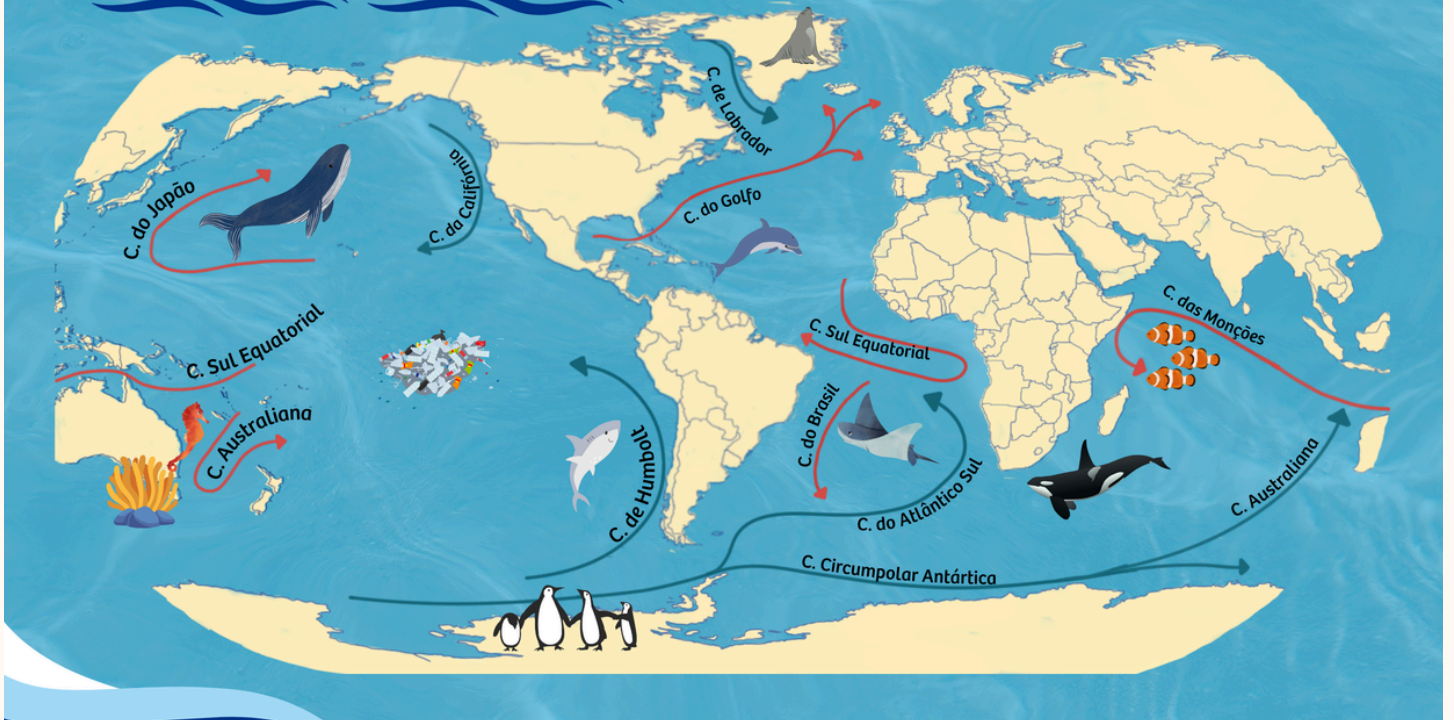 C. de Labrador
C. do Golfo
C. da Califórnia
C. do Japão
C. Sul Equatorial
C. Australiana
C. de Humbolt
C. Sul Equatorial
C. do Brasil
C. do Atlântico Sul
C. Circumpolar Antártica
C. das Monções
C. Australiana